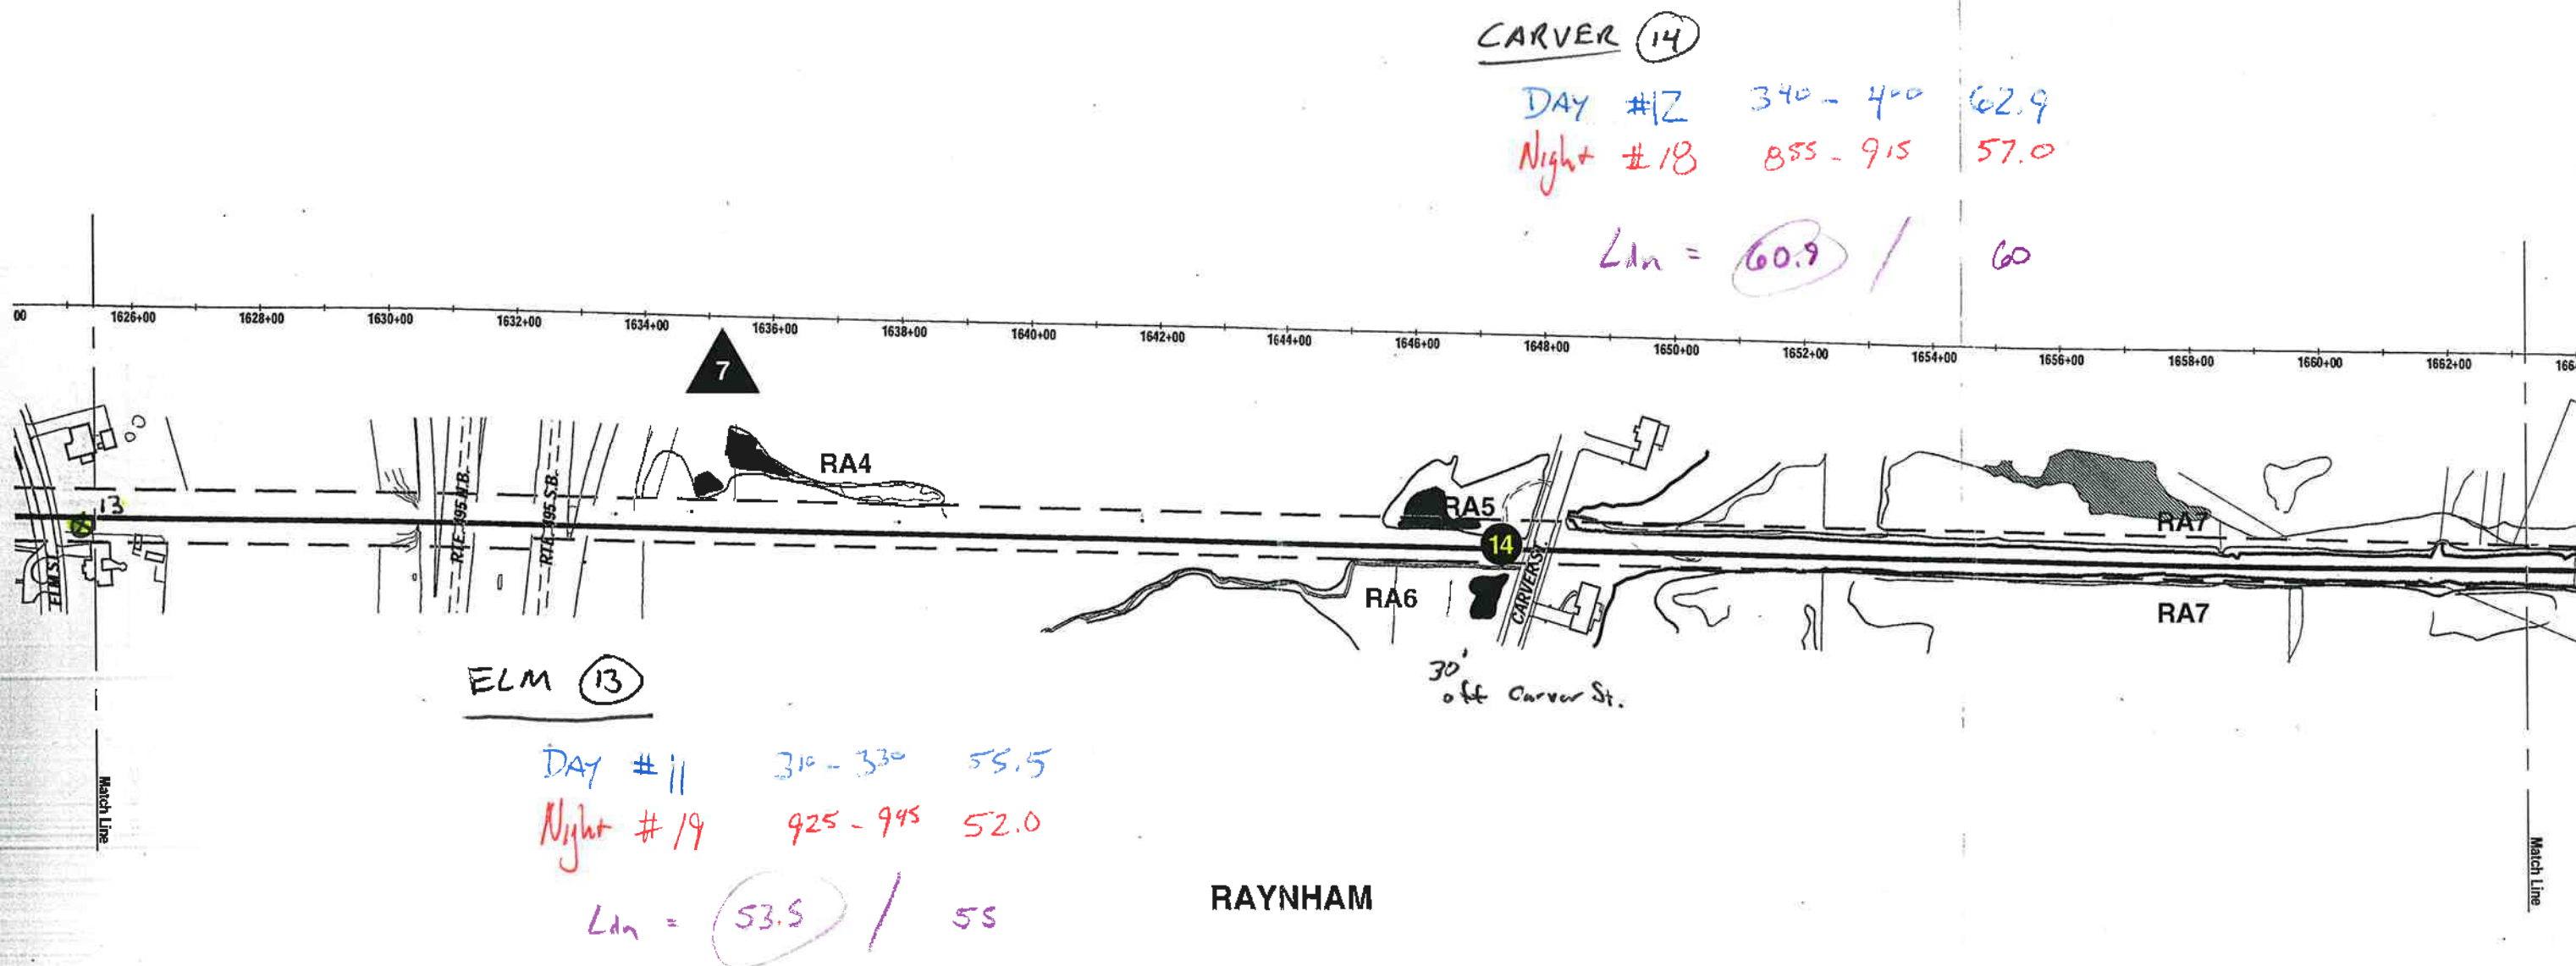 CARVER 14
DAY #12 3⁴⁰ - 4⁰⁰ 62.9
Night #18 8⁵⁵ - 9¹⁵ 57.0
Ldn = 60.9 / 60
00 1626+00 1628+00 1630+00 1632+00 1634+00 1636+00 1638+00 1640+00 1642+00 1644+00 1646+00 1648+00 1650+00 1652+00 1654+00 1656+00 1658+00 1660+00 1662+00 166
7
RA4
13
RTE. 495 N.B.
RTE. 495 S.B.
ELM ST.
RA5
14
CARVER ST.
RA7
RA6
RA7
30'
off Carver St.
ELM 13
DAY #11 3¹⁰ - 3³⁰ 55.5
Night #19 9²⁵ - 9⁴⁵ 52.0
Ldn = 53.5 / 55
Match Line
RAYNHAM
Match Line